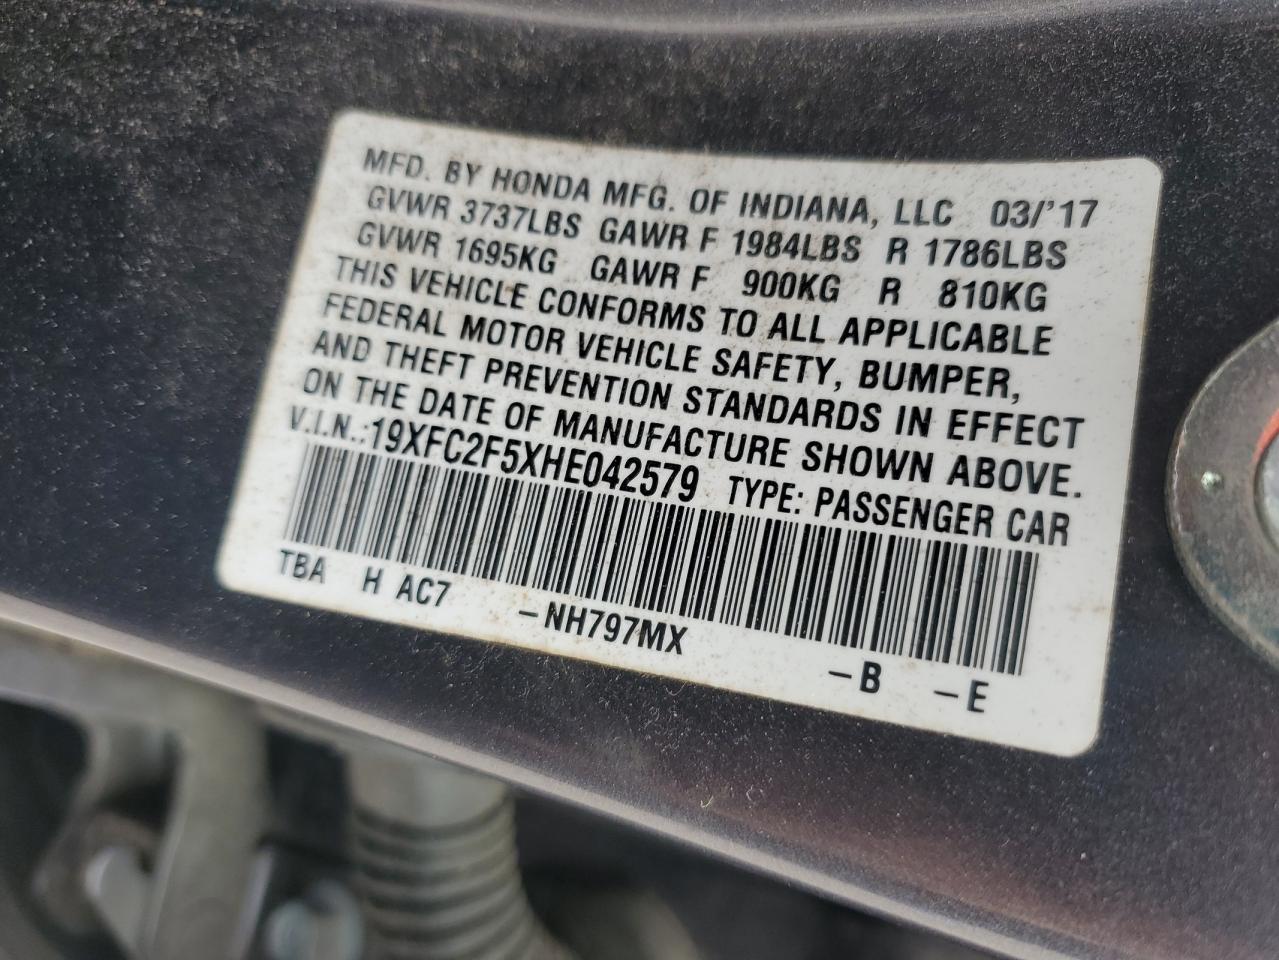 MFD. BY HONDA MFG. OF INDIANA, LLC 03/'17
GVWR 3737LBS GAWR F 1984LBS R 1786LBS
GVWR 1695KG GAWR F 900KG R 810KG
THIS VEHICLE CONFORMS TO ALL APPLICABLE
FEDERAL MOTOR VEHICLE SAFETY, BUMPER,
AND THEFT PREVENTION STANDARDS IN EFFECT
ON THE DATE OF MANUFACTURE SHOWN ABOVE.
V.I.N.:19XFC2F5XHE042579 TYPE: PASSENGER CAR
TBA H AC7 –NH797MX –B –E